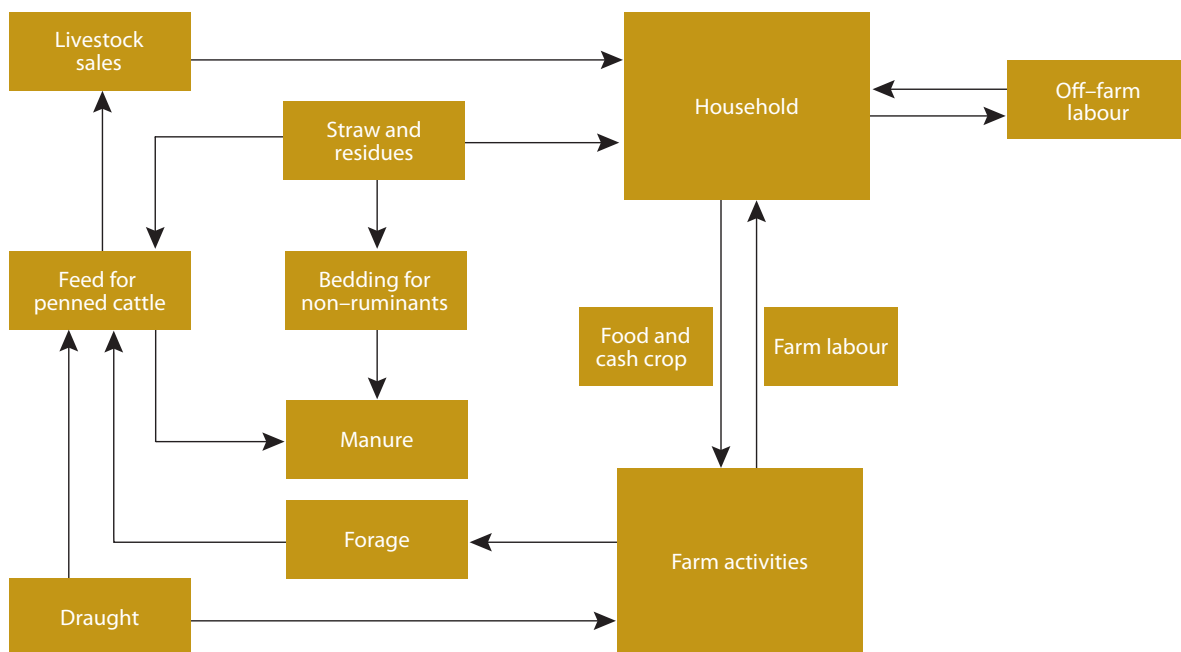 Livestock
sales
Household
Off–farm
labour
Straw and
residues
Feed for
penned cattle
Bedding for
non–ruminants
Food and
cash crop
Farm labour
Manure
Forage
Farm activities
Draught